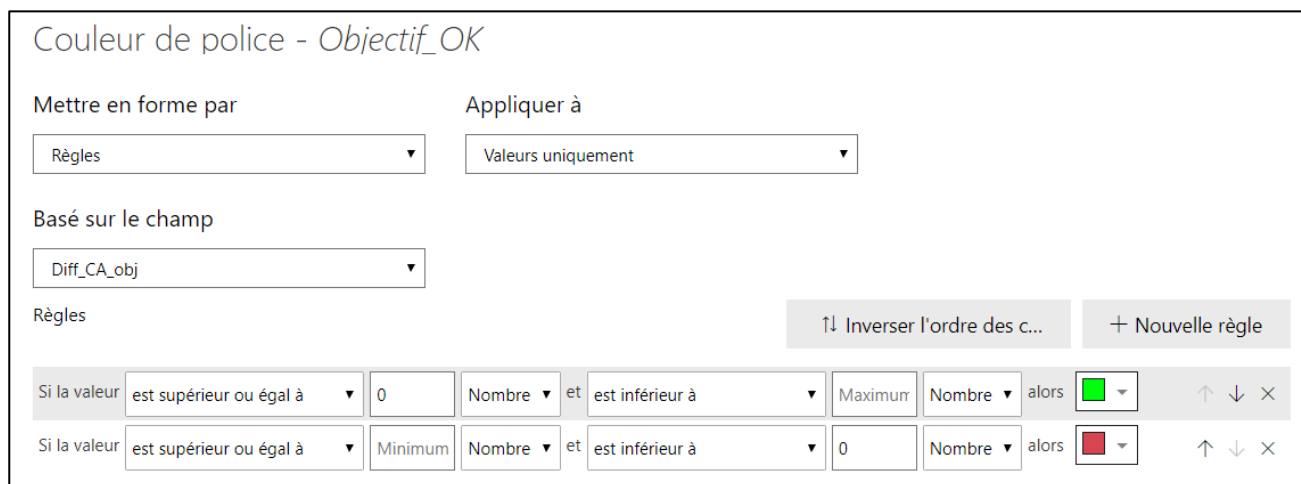 Couleur de police - Objectif_OK
Mettre en forme par Appliquer à
Règles Valeurs uniquement
Basé sur le champ
Diff_CA_obj
Règles Inverser l'ordre des c... + Nouvelle règle
Si la valeur est supérieur ou égal à 0 Nombre et est inférieur à Maximum Nombre alors
Si la valeur est supérieur ou égal à Minimum Nombre et est inférieur à 0 Nombre alors